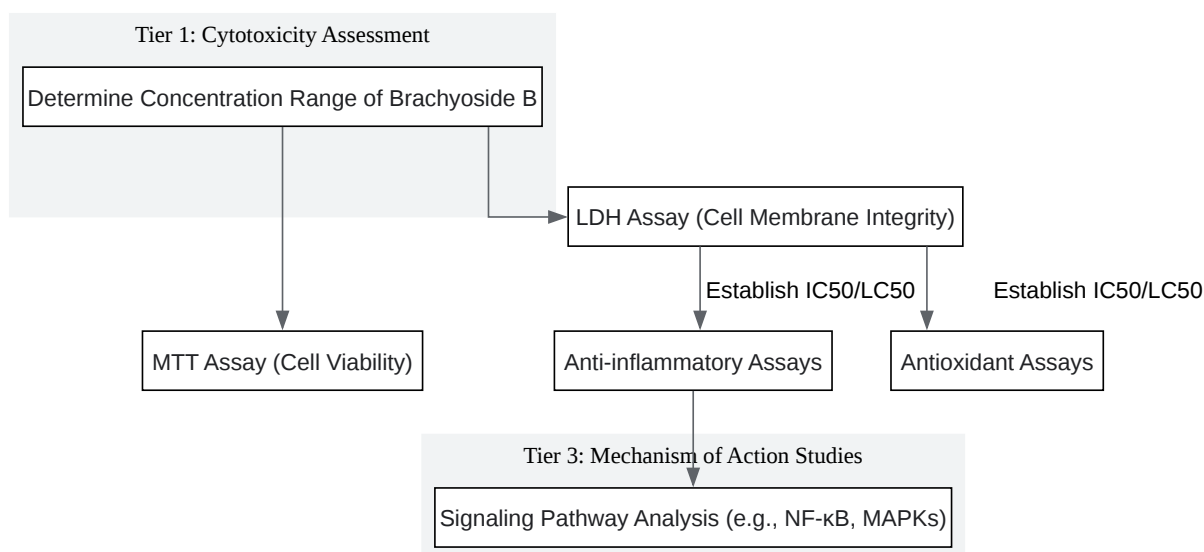 Tier 1: Cytotoxicity Assessment
Determine Concentration Range of Brachyoside B
LDH Assay (Cell Membrane Integrity)
Establish IC50/LC50
Establish IC50/LC50
MTT Assay (Cell Viability)
Anti-inflammatory Assays
Antioxidant Assays
Tier 3: Mechanism of Action Studies
Signaling Pathway Analysis (e.g., NF-κB, MAPKs)